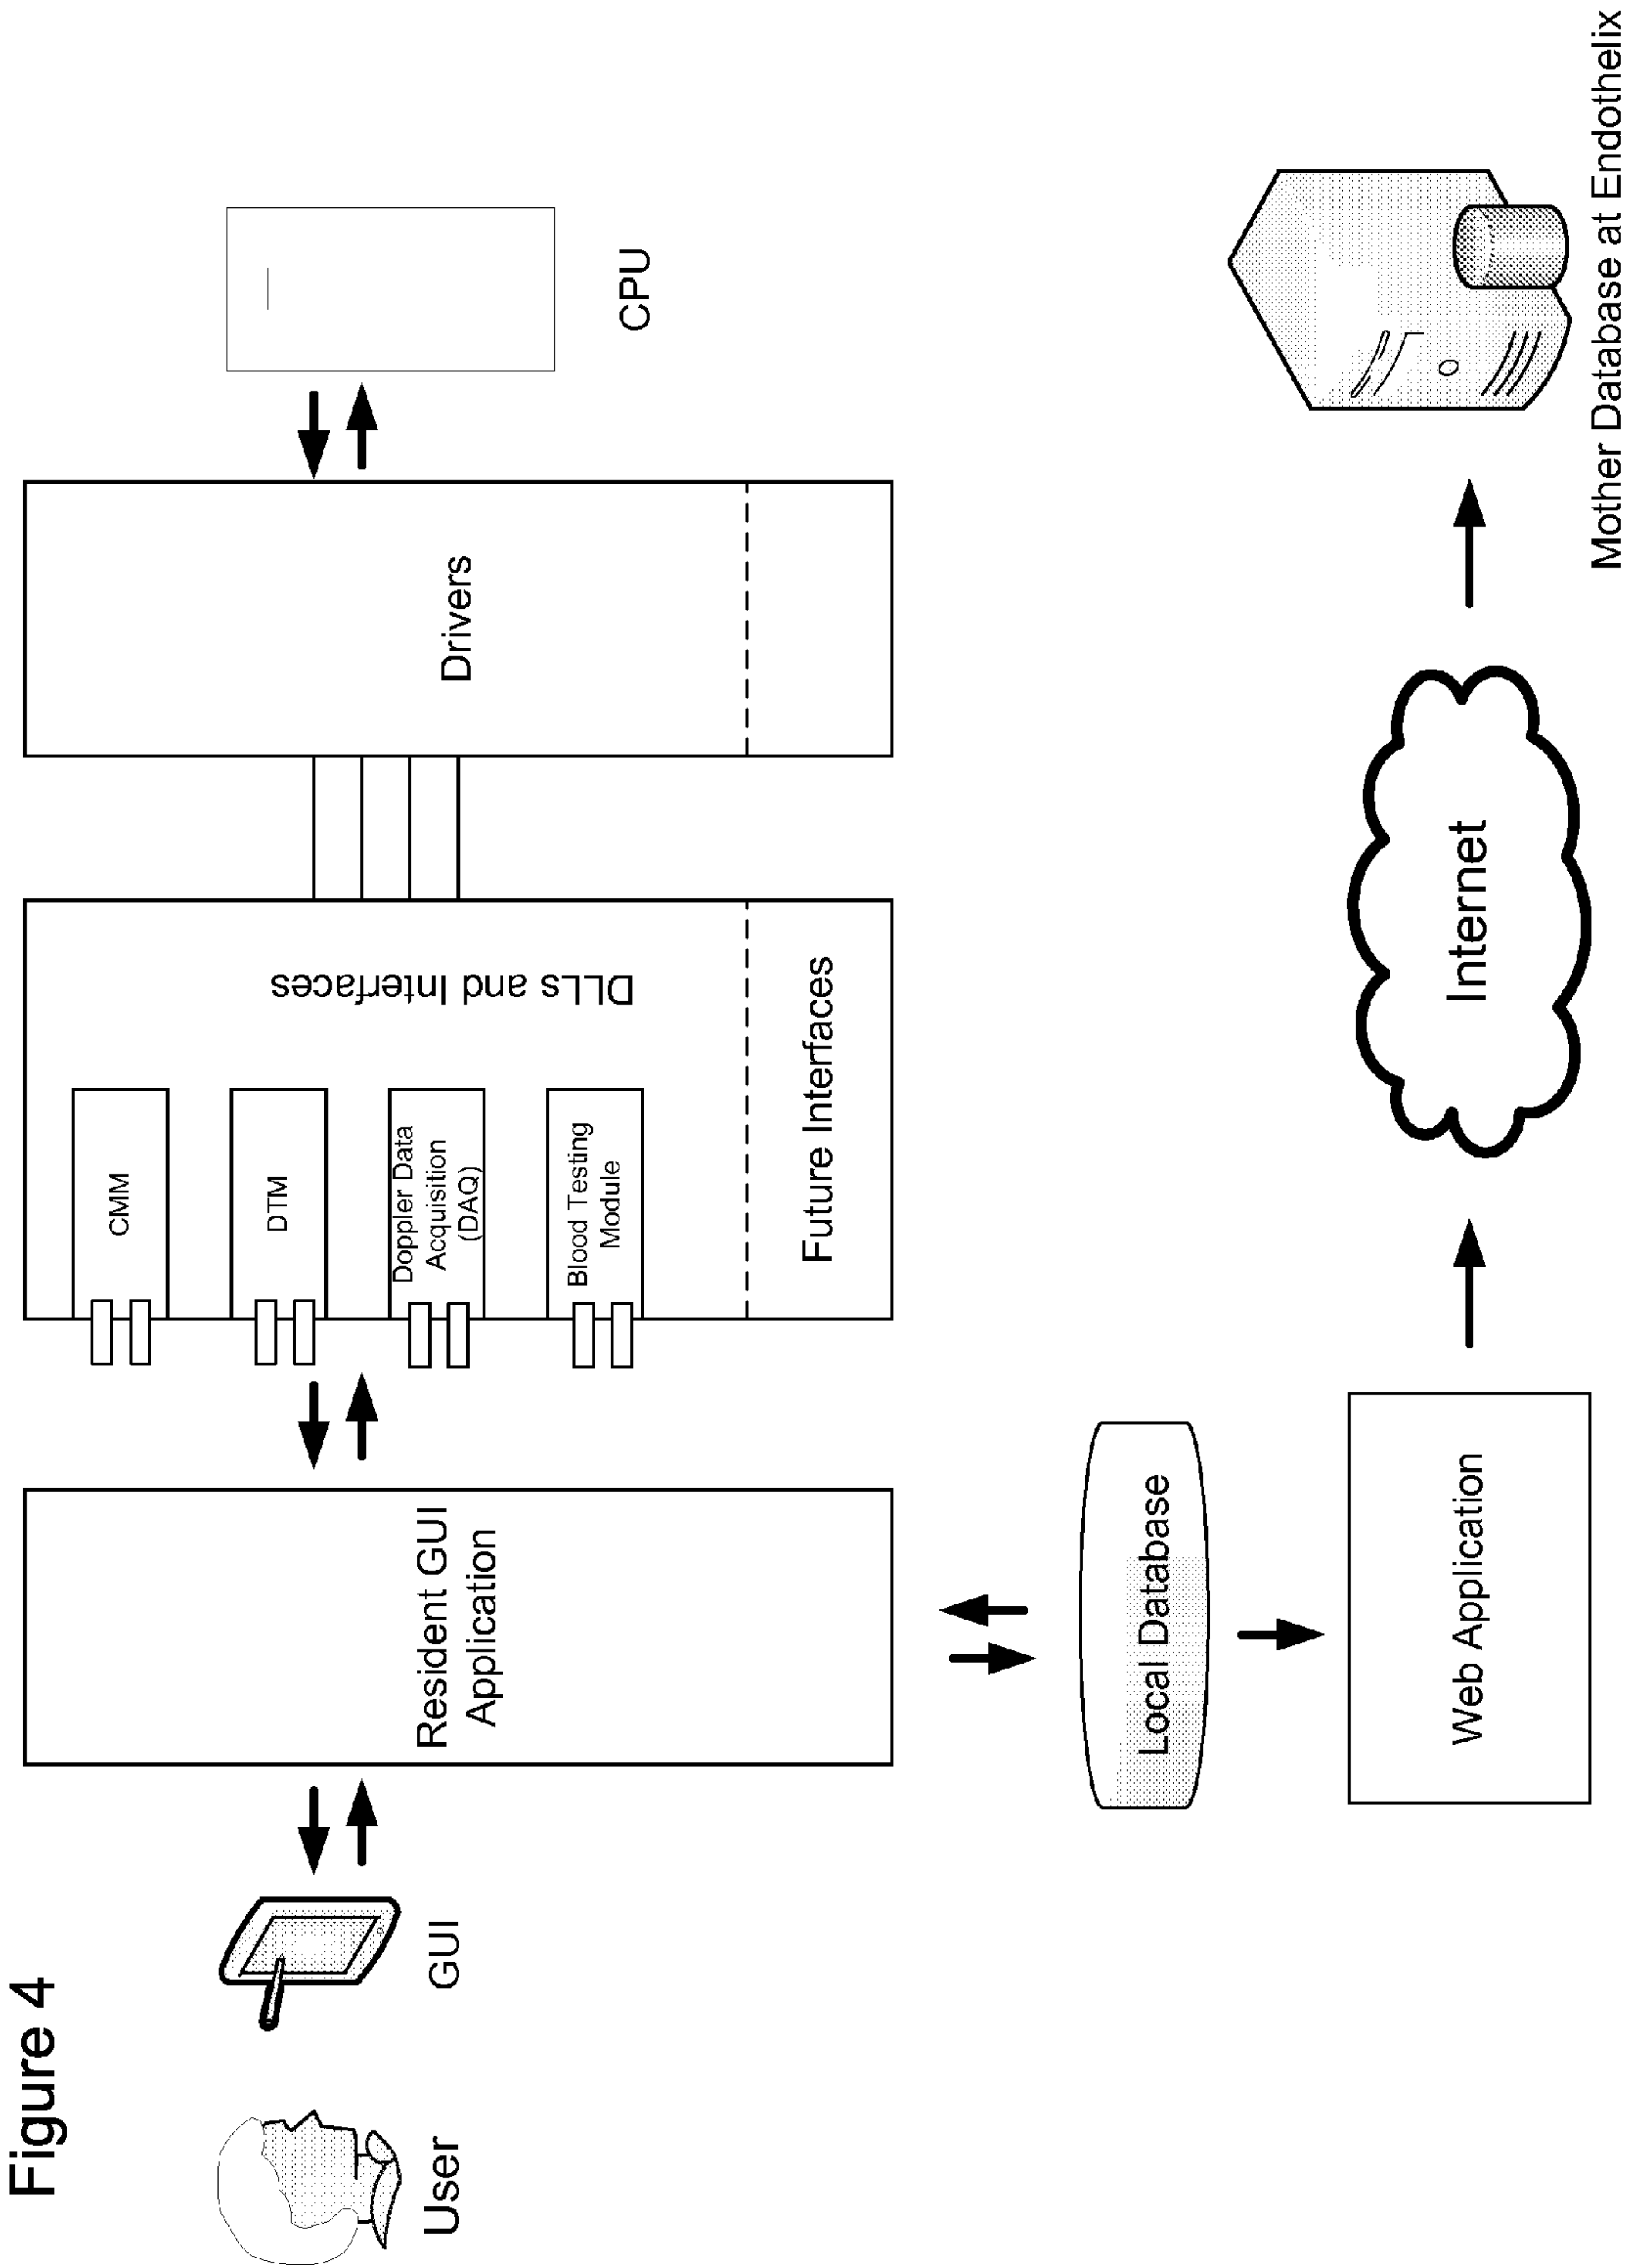 Figure 4
User
GUI
Resident GUI
Application
CMM
DTM
Doppler Data
Acquisition
(DAQ)
Blood Testing
Module
DLLs and Interfaces
Future Interfaces
Drivers
CPU
Local Database
Web Application
Internet
Mother Database at Endothelix